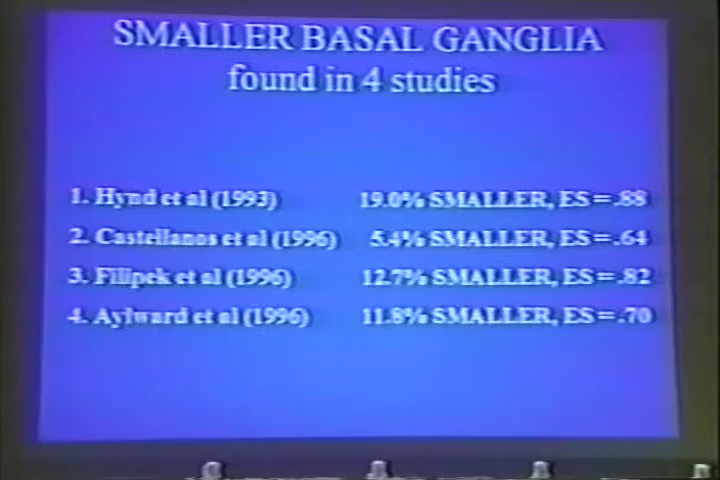 SMALLER BASAL GANGLIA
found in 4 studies
1. Hynd et al (1993) 19.0% SMALLER, ES = .88
2. Castellanos et al (1996) 5.4% SMALLER, ES = .64
3. Filipek et al (1996) 12.7% SMALLER, ES = .82
4. Aylward et al (1996) 11.8% SMALLER, ES = .70